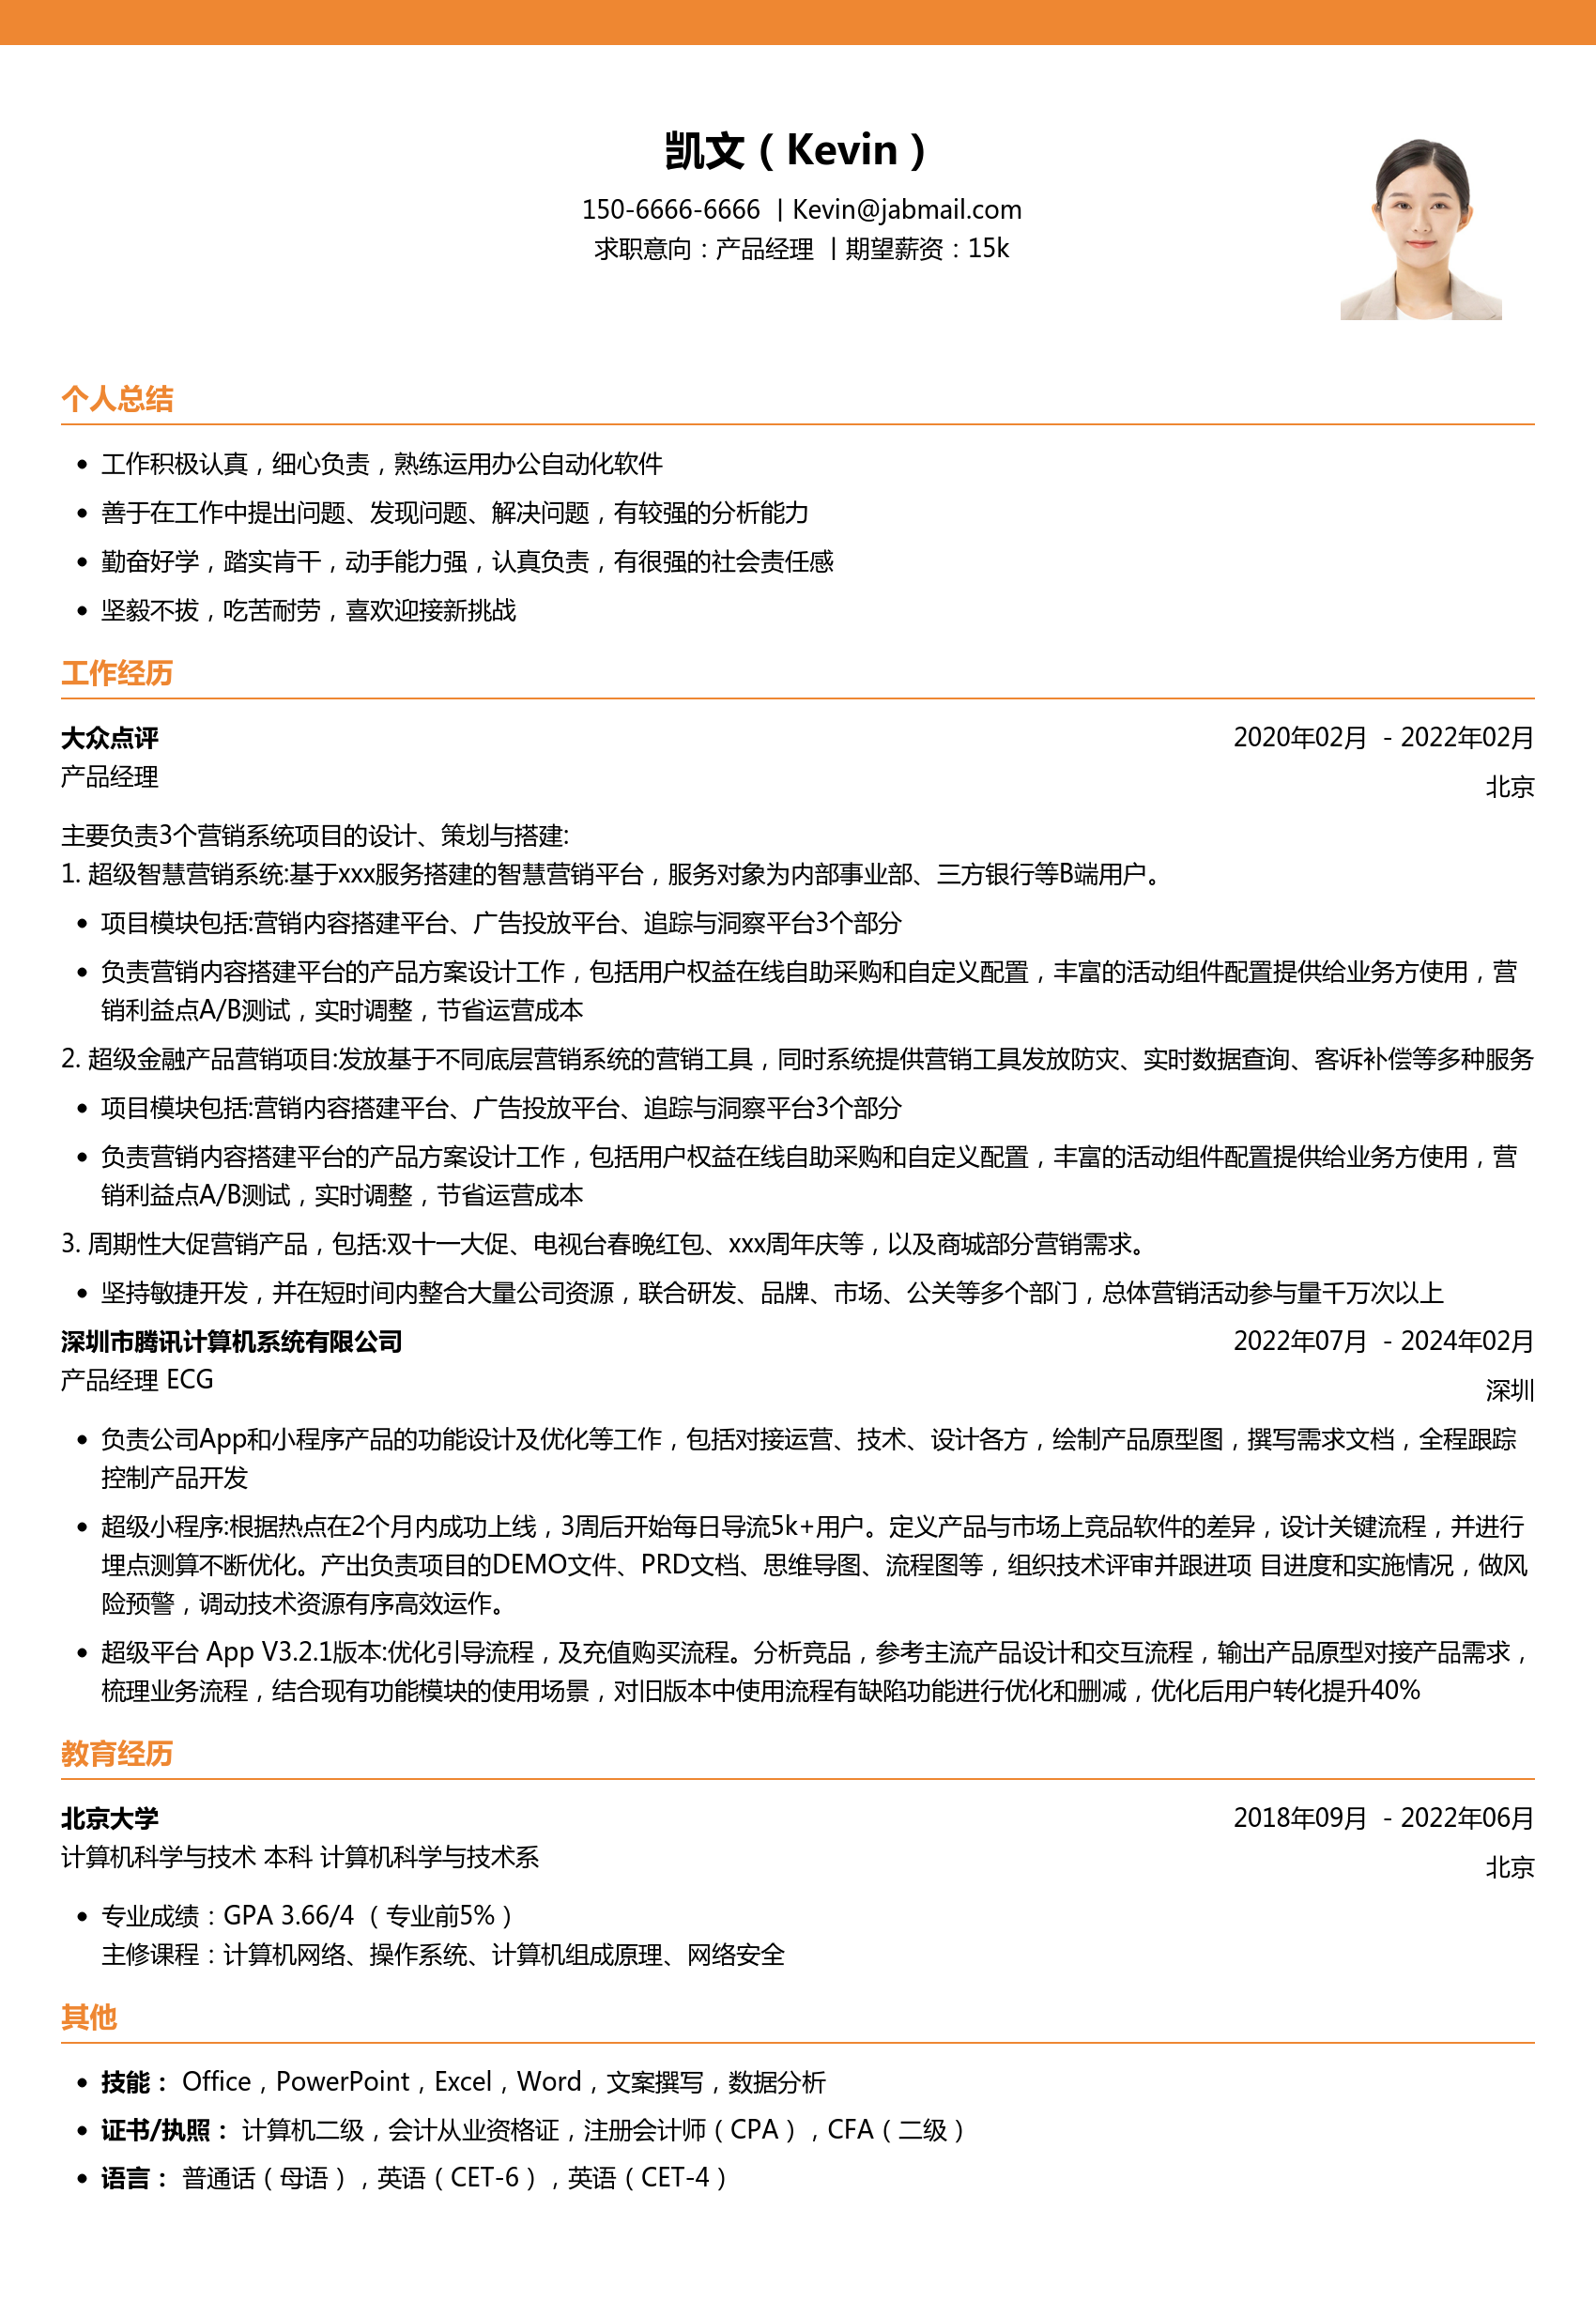 凯文（Kevin）
150-6666-6666 | Kevin@jabmail.com
求职意向：产品经理 | 期望薪资：15k
个人总结
• 工作积极认真，细心负责，熟练运用办公自动化软件
• 善于在工作中提出问题、发现问题、解决问题，有较强的分析能力
• 勤奋好学，踏实肯干，动手能力强，认真负责，有很强的社会责任感
• 坚毅不拔，吃苦耐劳，喜欢迎接新挑战
工作经历
大众点评 2020年02月 - 2022年02月
产品经理 北京
主要负责3个营销系统项目的设计、策划与搭建:
1. 超级智慧营销系统:基于xxx服务搭建的智慧营销平台，服务对象为内部事业部、三方银行等B端用户。
• 项目模块包括:营销内容搭建平台、广告投放平台、追踪与洞察平台3个部分
• 负责营销内容搭建平台的产品方案设计工作，包括用户权益在线自助采购和自定义配置，丰富的活动组件配置提供给业务方使用，营
销利益点A/B测试，实时调整，节省运营成本
2. 超级金融产品营销项目:发放基于不同底层营销系统的营销工具，同时系统提供营销工具发放防灾、实时数据查询、客诉补偿等多种服务
• 项目模块包括:营销内容搭建平台、广告投放平台、追踪与洞察平台3个部分
• 负责营销内容搭建平台的产品方案设计工作，包括用户权益在线自助采购和自定义配置，丰富的活动组件配置提供给业务方使用，营
销利益点A/B测试，实时调整，节省运营成本
3. 周期性大促营销产品，包括:双十一大促、电视台春晚红包、xxx周年庆等，以及商城部分营销需求。
• 坚持敏捷开发，并在短时间内整合大量公司资源，联合研发、品牌、市场、公关等多个部门，总体营销活动参与量千万次以上
深圳市腾讯计算机系统有限公司 2022年07月 - 2024年02月
产品经理 ECG 深圳
• 负责公司App和小程序产品的功能设计及优化等工作，包括对接运营、技术、设计各方，绘制产品原型图，撰写需求文档，全程跟踪
控制产品开发
• 超级小程序:根据热点在2个月内成功上线，3周后开始每日导流5k+用户。定义产品与市场上竞品软件的差异，设计关键流程，并进行
埋点测算不断优化。产出负责项目的DEMO文件、PRD文档、思维导图、流程图等，组织技术评审并跟进项 目进度和实施情况，做风
险预警，调动技术资源有序高效运作。
• 超级平台 App V3.2.1版本:优化引导流程，及充值购买流程。分析竞品，参考主流产品设计和交互流程，输出产品原型对接产品需求，
梳理业务流程，结合现有功能模块的使用场景，对旧版本中使用流程有缺陷功能进行优化和删减，优化后用户转化提升40%
教育经历
北京大学 2018年09月 - 2022年06月
计算机科学与技术 本科 计算机科学与技术系 北京
• 专业成绩：GPA 3.66/4 （专业前5%）
主修课程：计算机网络、操作系统、计算机组成原理、网络安全
其他
• 技能： Office，PowerPoint，Excel，Word，文案撰写，数据分析
• 证书/执照： 计算机二级，会计从业资格证，注册会计师（CPA），CFA（二级）
• 语言： 普通话（母语），英语（CET-6），英语（CET-4）